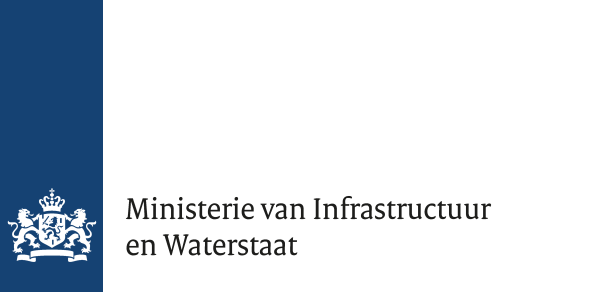 Ministerie van Infrastructuur
en Waterstaat